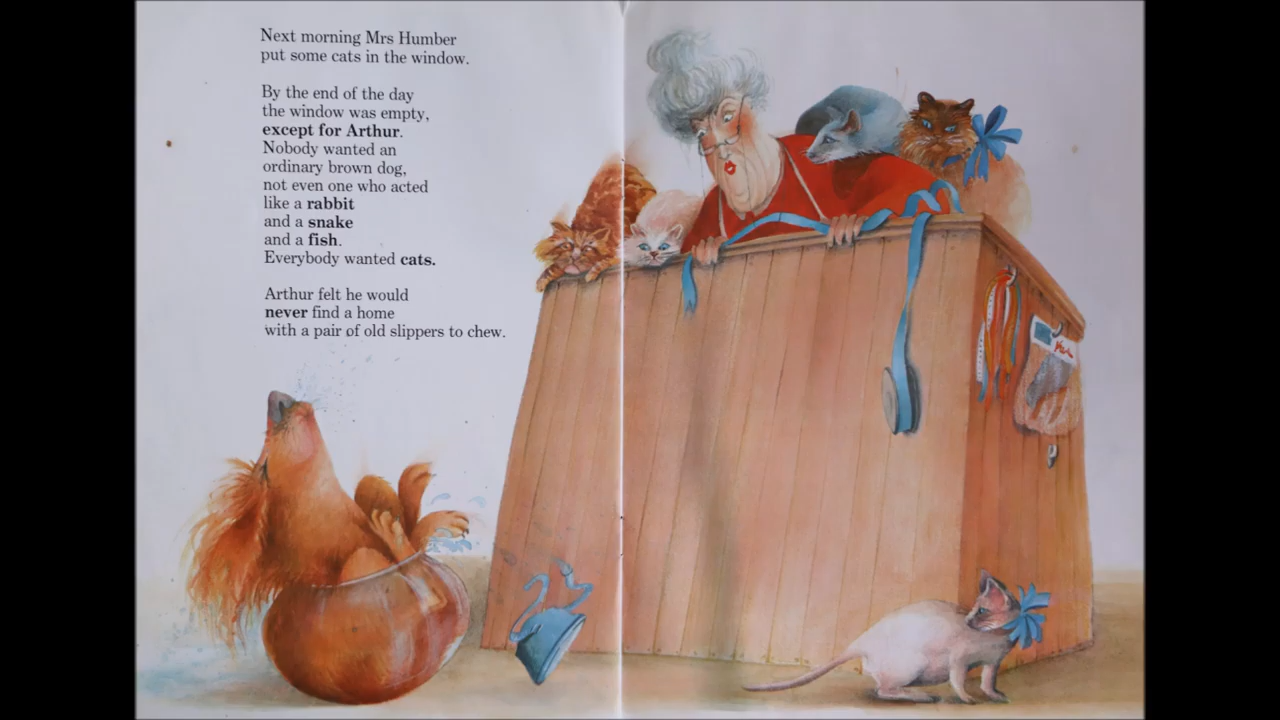 Next morning Mrs Humber
put some cats in the window.
By the end of the day
the window was empty,
except for Arthur.
Nobody wanted an
ordinary brown dog,
not even one who acted
like a rabbit
and a snake
and a fish.
Everybody wanted cats.
Arthur felt he would
never find a home
with a pair of old slippers to chew.